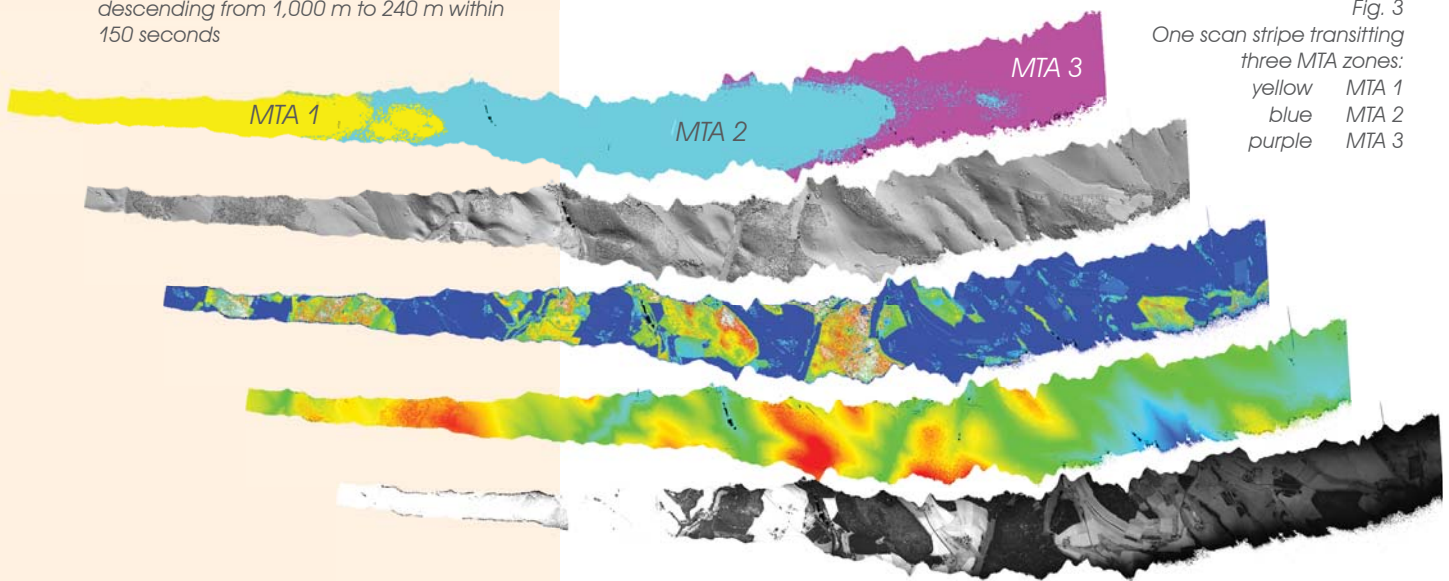 descending from 1,000 m to 240 m within
150 seconds
Fig. 3
One scan stripe transitting
three MTA zones:
yellow MTA 1
blue MTA 2
purple MTA 3
MTA 1
MTA 2
MTA 3